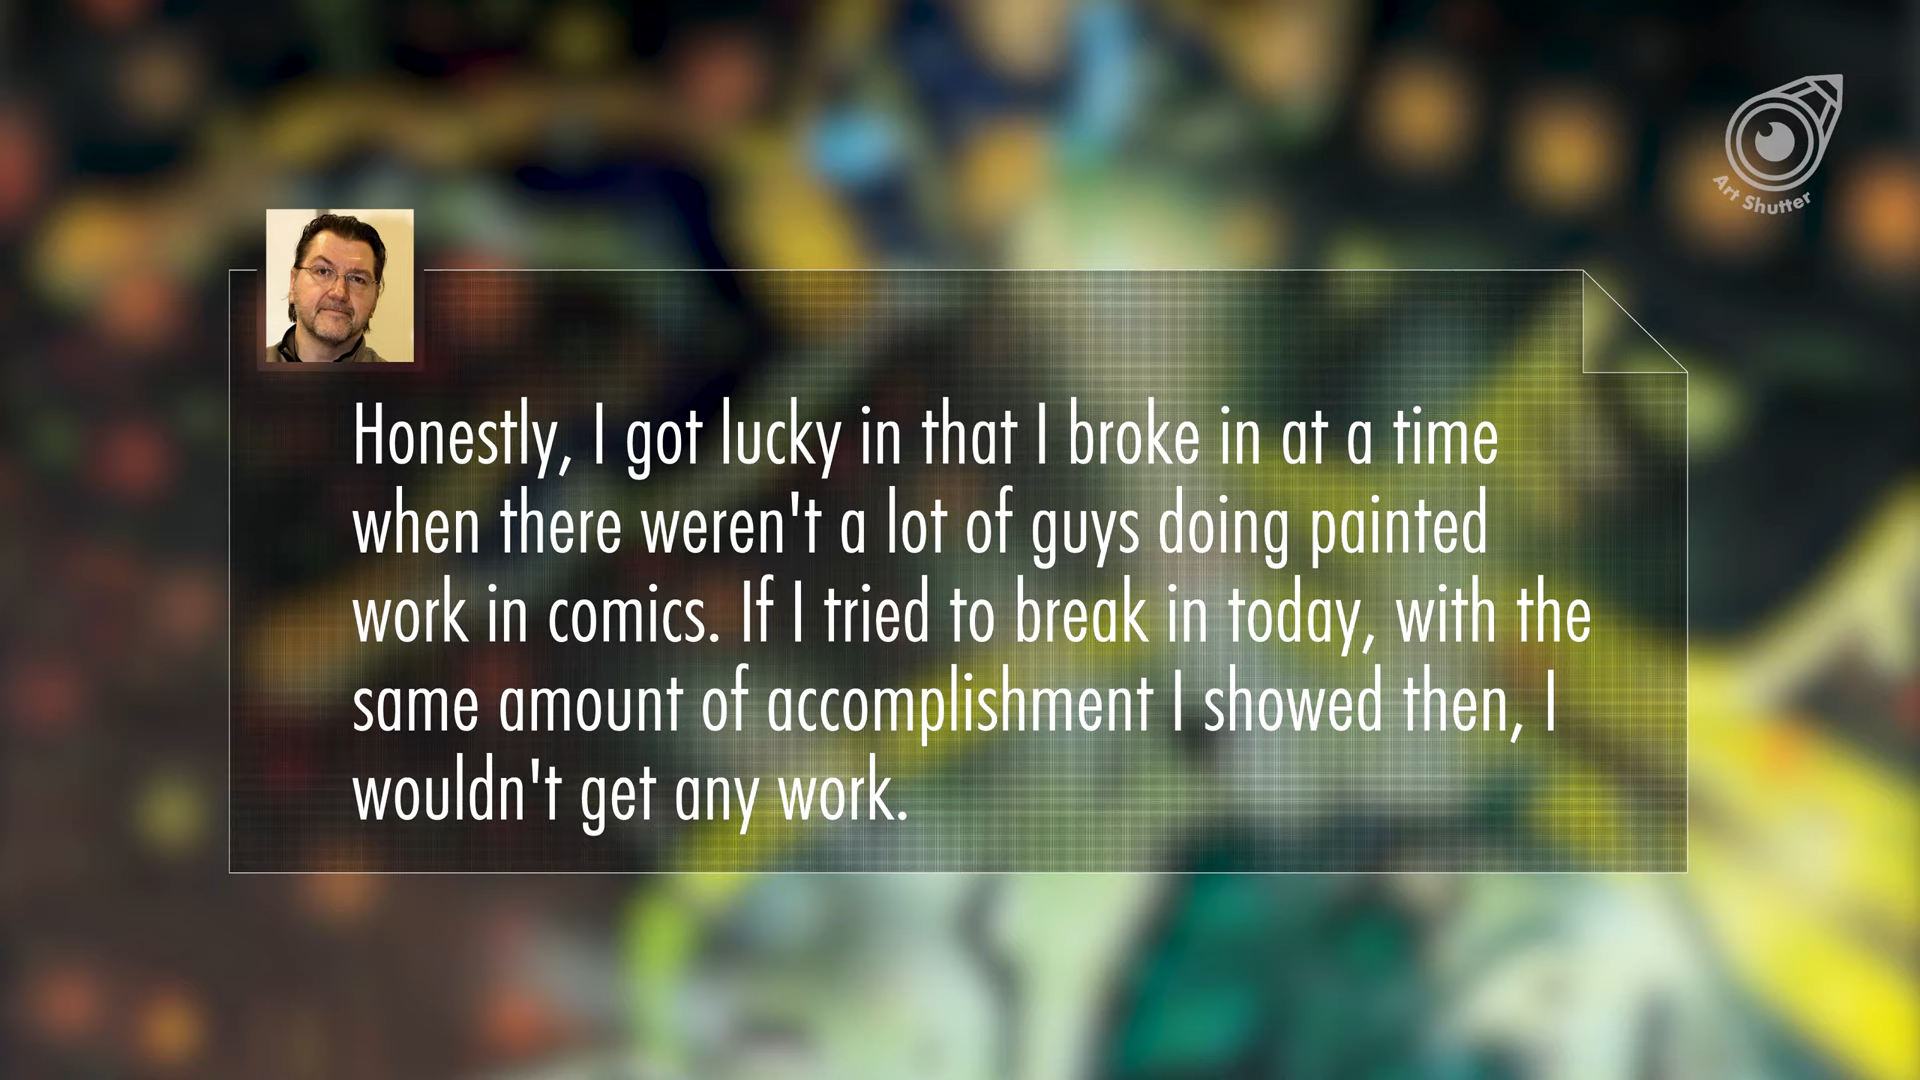 Art Shutter
Honestly, I got lucky in that I broke in at a time
when there weren't a lot of guys doing painted
work in comics. If I tried to break in today, with the
same amount of accomplishment I showed then, I
wouldn't get any work.